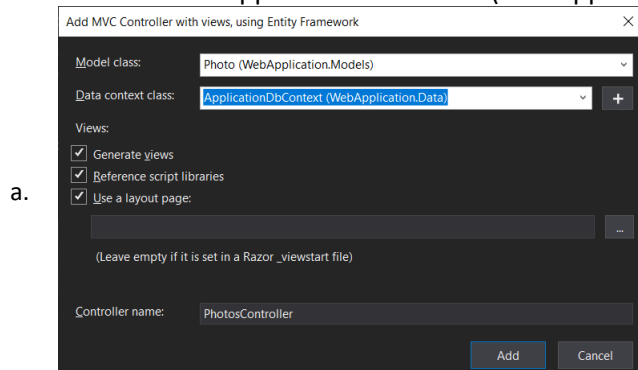 Add MVC Controller with views, using Entity Framework
Model class:
Photo (WebApplication.Models)
Data context class:
ApplicationDbContext (WebApplication.Data)
+
Views:
Generate views
Reference script libraries
a.
Use a layout page:
...
(Leave empty if it is set in a Razor _viewstart file)
Controller name:
PhotosController
Add
Cancel